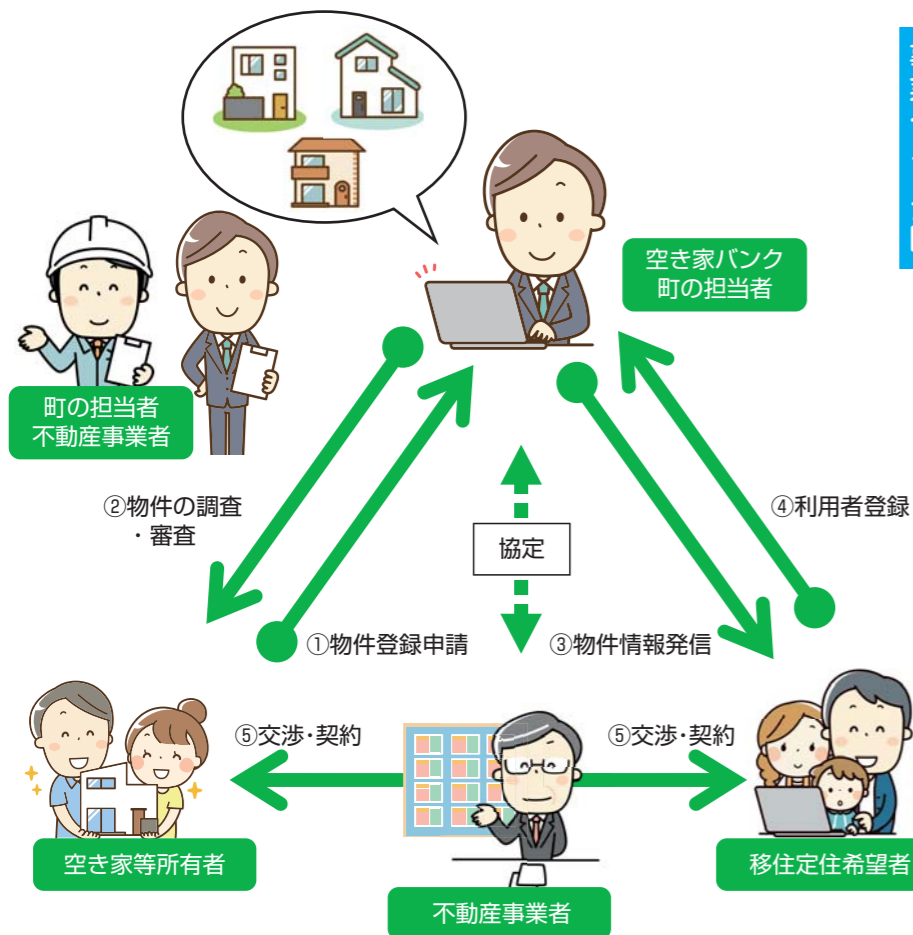 空き家バンク
町の担当者
町の担当者
不動産事業者
②物件の調査
・審査
④利用者登録
協定
①物件登録申請
③物件情報発信
⑤交渉・契約
⑤交渉・契約
空き家等所有者
移住定住希望者
不動産事業者